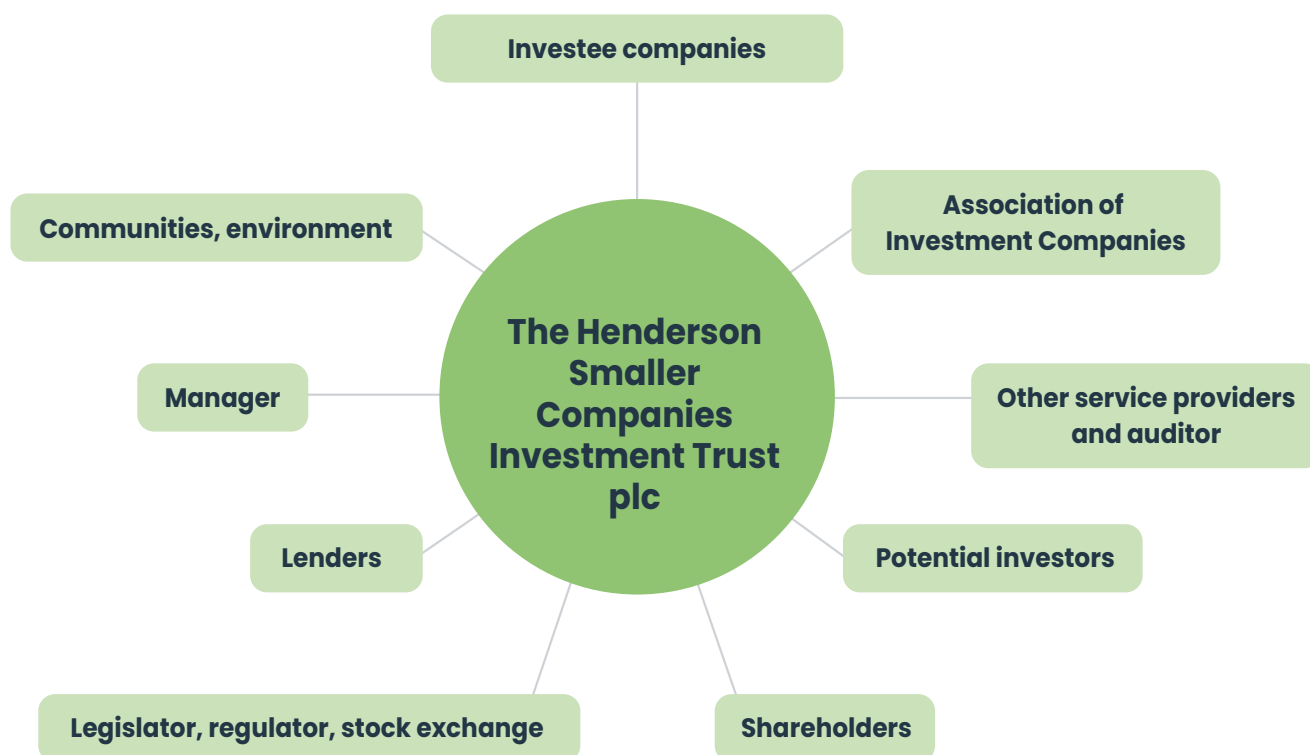 Investee companies
Association of
Investment Companies
Communities, environment
The Henderson
Smaller
Companies
Investment Trust
plc
Manager
Other service providers
and auditor
Lenders
Potential investors
Legislator, regulator, stock exchange
Shareholders